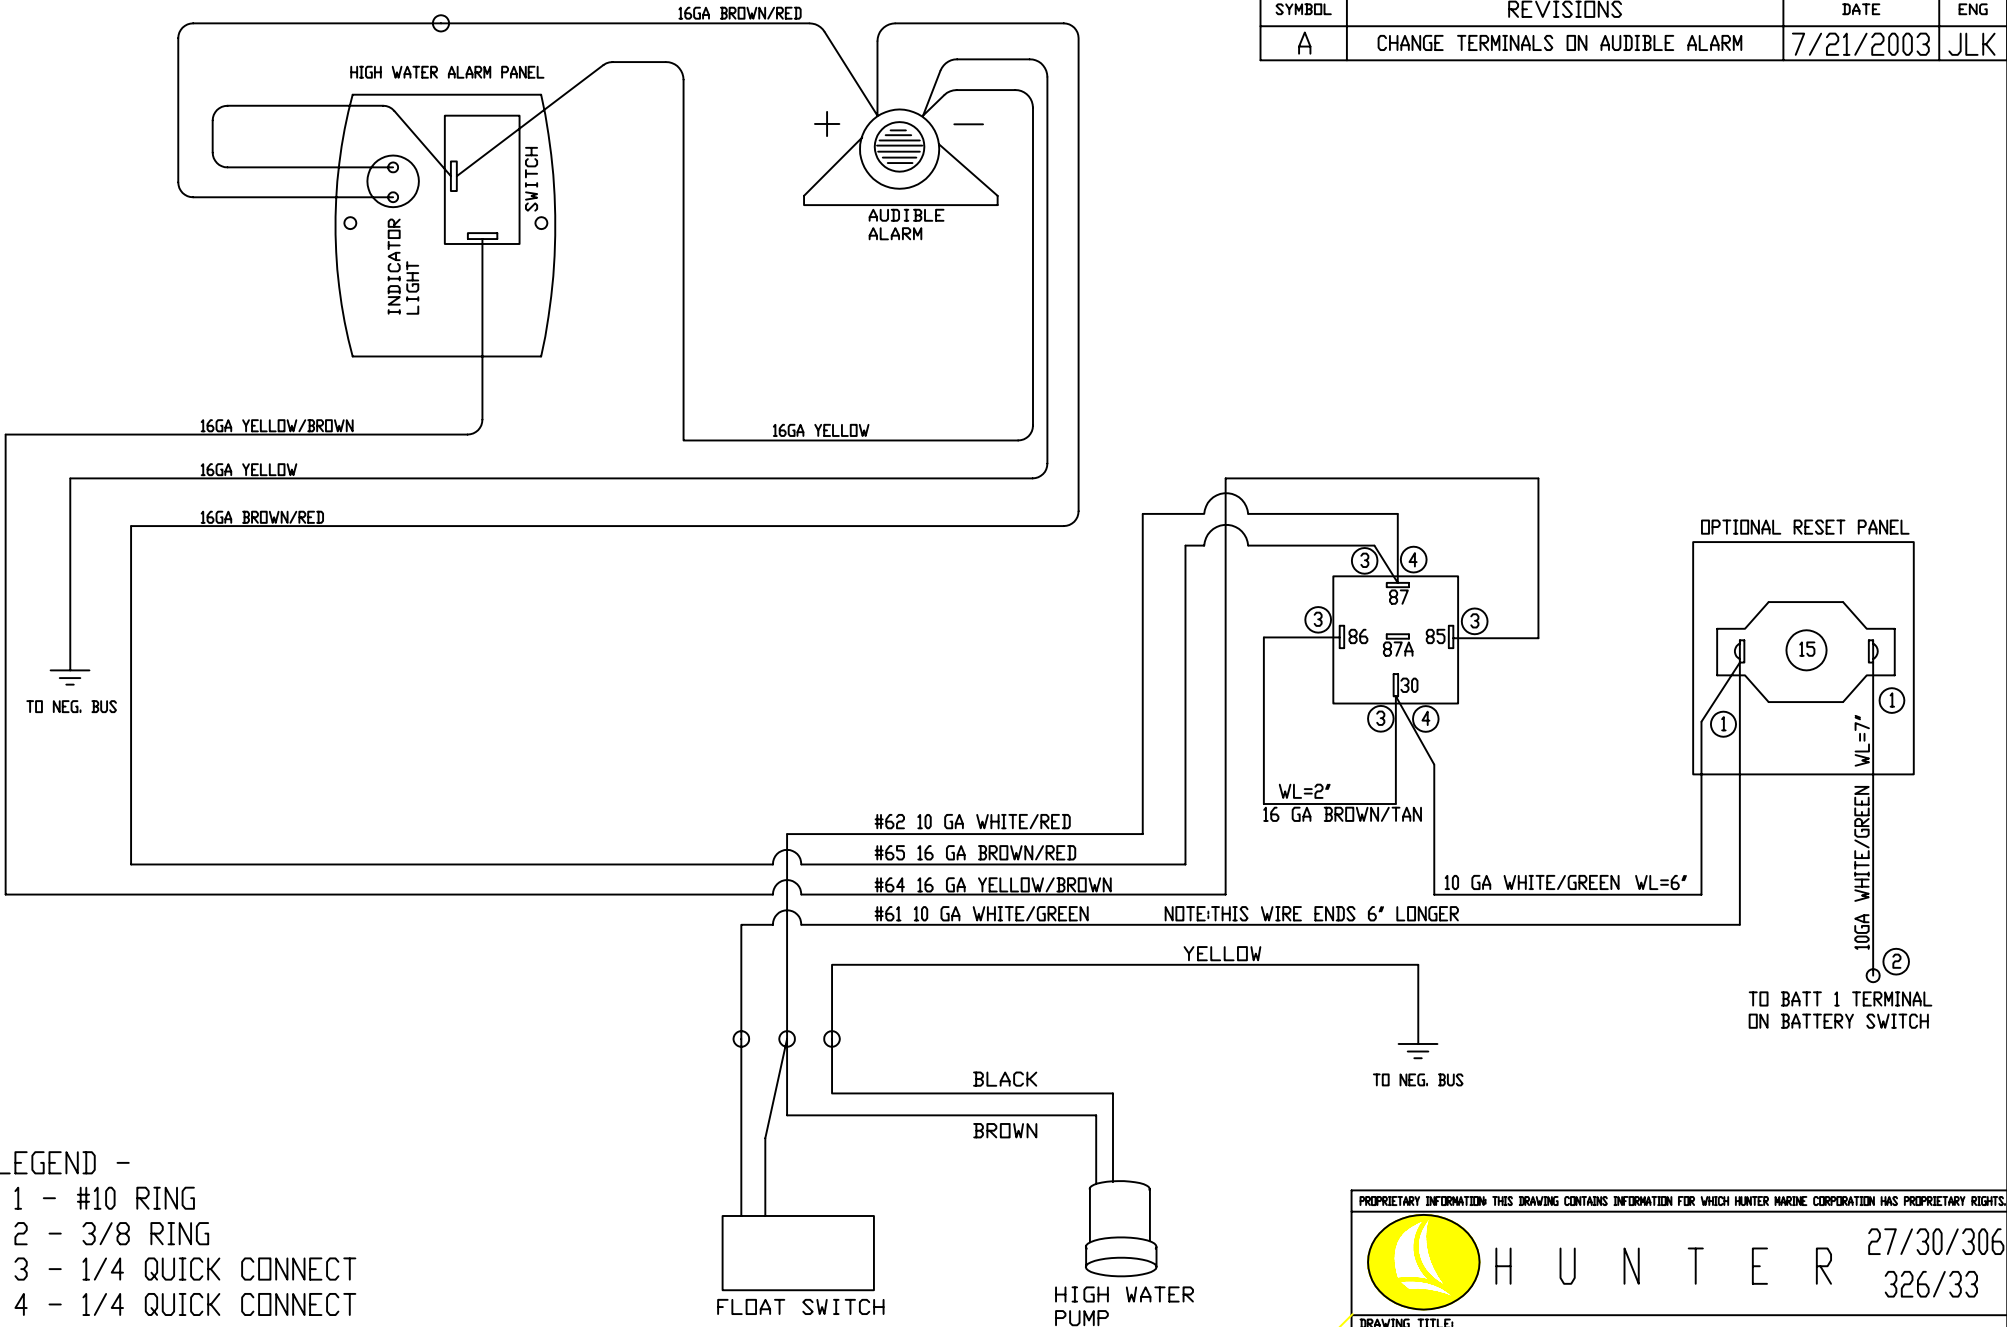 16GA BROWN/RED
SYMBOL REVISIONS DATE ENG
A CHANGE TERMINALS ON AUDIBLE ALARM 7/21/2003 JLK
HIGH WATER ALARM PANEL
+ —
SWITCH
INDICATOR
LIGHT
AUDIBLE
ALARM
16GA YELLOW/BROWN
16GA YELLOW
16GA YELLOW
16GA BROWN/RED
TO NEG. BUS
OPTIONAL RESET PANEL
3 4
87
3 86 87A 85 3
30
3 4
15
1 1
WL=2"
16 GA BROWN/TAN
#62 10 GA WHITE/RED
#65 16 GA BROWN/RED
#64 16 GA YELLOW/BROWN
10 GA WHITE/GREEN WL=6"
#61 10 GA WHITE/GREEN NOTE:THIS WIRE ENDS 6" LONGER
10GA WHITE/GREEN WL=7"
2
TO BATT 1 TERMINAL
ON BATTERY SWITCH
YELLOW
TO NEG. BUS
BLACK
BROWN
FLOAT SWITCH
HIGH WATER
PUMP
LEGEND -
1 - #10 RING
2 - 3/8 RING
3 - 1/4 QUICK CONNECT
4 - 1/4 QUICK CONNECT
PROPRIETARY INFORMATION: THIS DRAWING CONTAINS INFORMATION FOR WHICH HUNTER MARINE CORPORATION HAS PROPRIETARY RIGHTS.
HUNTER
27/30/306
326/33
DRAWING TITLE: